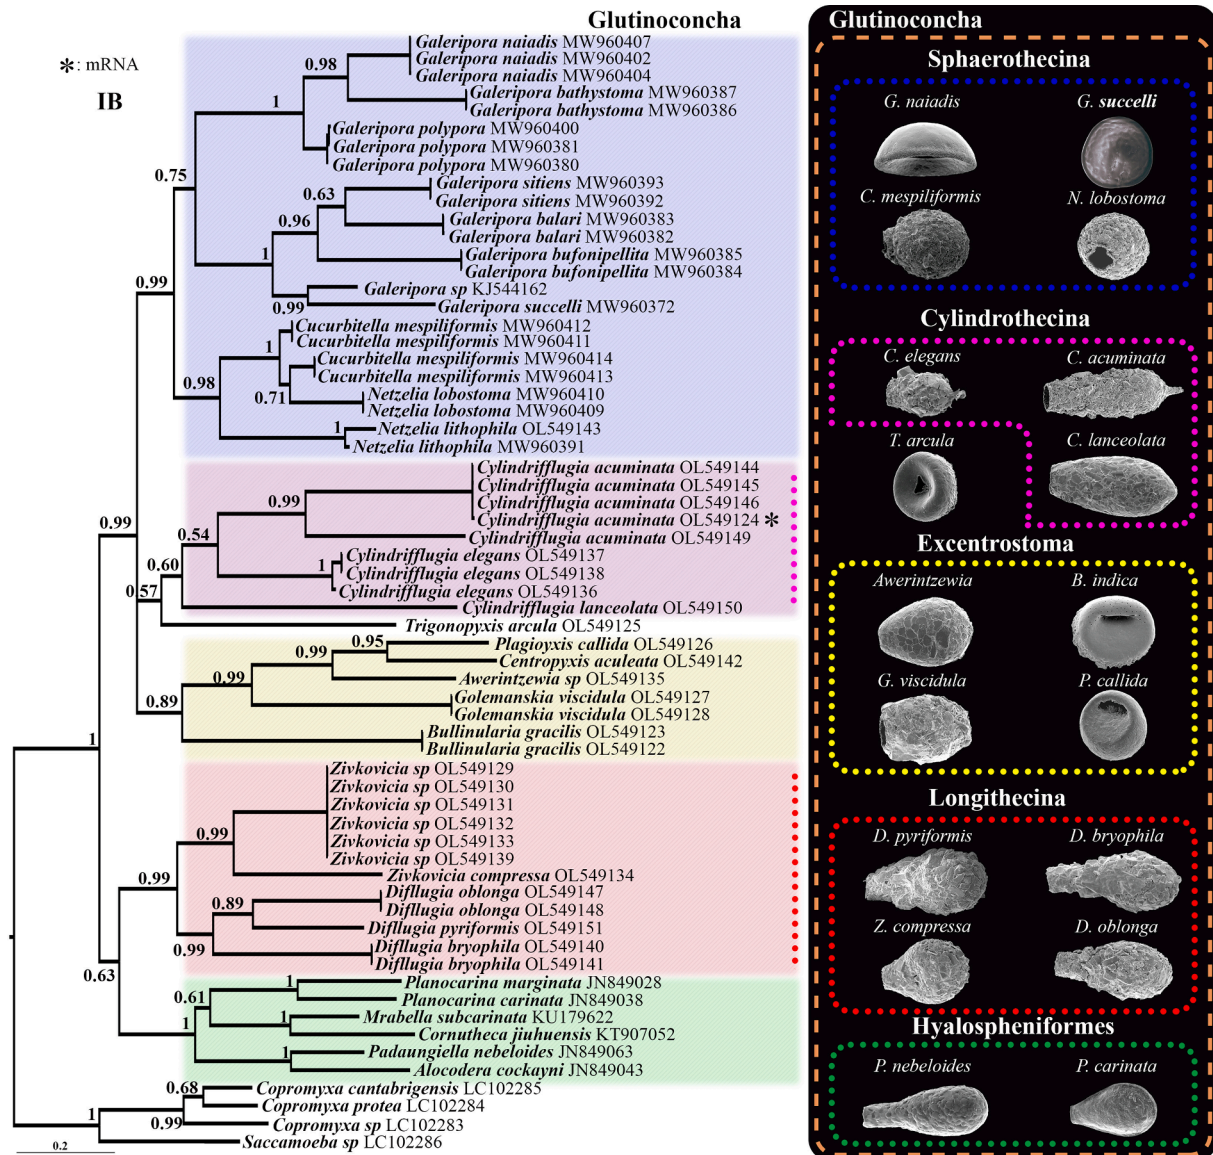 Glutinoconcha
*: mRNA
IB
Galeripora naiadis MW960407
Galeripora naiadis MW960402
Galeripora naiadis MW960404
Galeripora bathystoma MW960387
Galeripora bathystoma MW960386
Galeripora polypora MW960400
Galeripora polypora MW960381
Galeripora polypora MW960380
Galeripora sitiens MW960393
Galeripora sitiens MW960392
Galeripora balari MW960383
Galeripora balari MW960382
Galeripora bufonipellita MW960385
Galeripora bufonipellita MW960384
Galeripora sp KJ544162
Galeripora succelli MW960372
Cucurbitella mespiliformis MW960412
Cucurbitella mespiliformis MW960411
Cucurbitella mespiliformis MW960414
Cucurbitella mespiliformis MW960413
Netzelia lobostoma MW960410
Netzelia lobostoma MW960409
Netzelia lithophila OL549143
Netzelia lithophila MW960391
Cylindrifflugia acuminata OL549144
Cylindrifflugia acuminata OL549145
Cylindrifflugia acuminata OL549146
Cylindrifflugia acuminata OL549124 *
Cylindrifflugia acuminata OL549149
Cylindrifflugia elegans OL549137
Cylindrifflugia elegans OL549138
Cylindrifflugia elegans OL549136
Cylindrifflugia lanceolata OL549150
Trigonopyxis arcula OL549125
Plagioyxis callida OL549126
Centropyxis aculeata OL549142
Awerintzewia sp OL549135
Golemanskia viscidula OL549127
Golemanskia viscidula OL549128
Bullinularia gracilis OL549123
Bullinularia gracilis OL549122
Zivkovicia sp OL549129
Zivkovicia sp OL549130
Zivkovicia sp OL549131
Zivkovicia sp OL549132
Zivkovicia sp OL549133
Zivkovicia sp OL549139
Zivkovicia compressa OL549134
Difllugia oblonga OL549147
Difllugia oblonga OL549148
Difllugia pyriformis OL549151
Difllugia bryophila OL549140
Difllugia bryophila OL549141
Planocarina marginata JN849028
Planocarina carinata JN849038
Mrabella subcarinata KU179622
Cornutheca jiuhuensis KT907052
Padaungiella nebeloides JN849063
Alocodera cockayni JN849043
Copromyxa cantabrigensis LC102285
Copromyxa protea LC102284
Copromyxa sp LC102283
Saccamoeba sp LC102286
0.98
1
0.75
0.63
0.96
1
0.99
0.99
1
0.98
0.71
1
0.99
0.99
0.54
0.60
1
0.57
0.95
0.99
0.99
0.89
1
0.99
0.99
0.89
0.99
0.63
1
0.61
1
1
1
0.68
1
0.99
0.2
Glutinoconcha
Sphaerothecina
G. naiadis G. succelli
C. mespiliformis N. lobostoma
Cylindrothecina
C. elegans C. acuminata
T. arcula C. lanceolata
Excentrostoma
Awerintzewia B. indica
G. viscidula P. callida
Longithecina
D. pyriformis D. bryophila
Z. compressa D. oblonga
Hyalospheniformes
P. nebeloides P. carinata